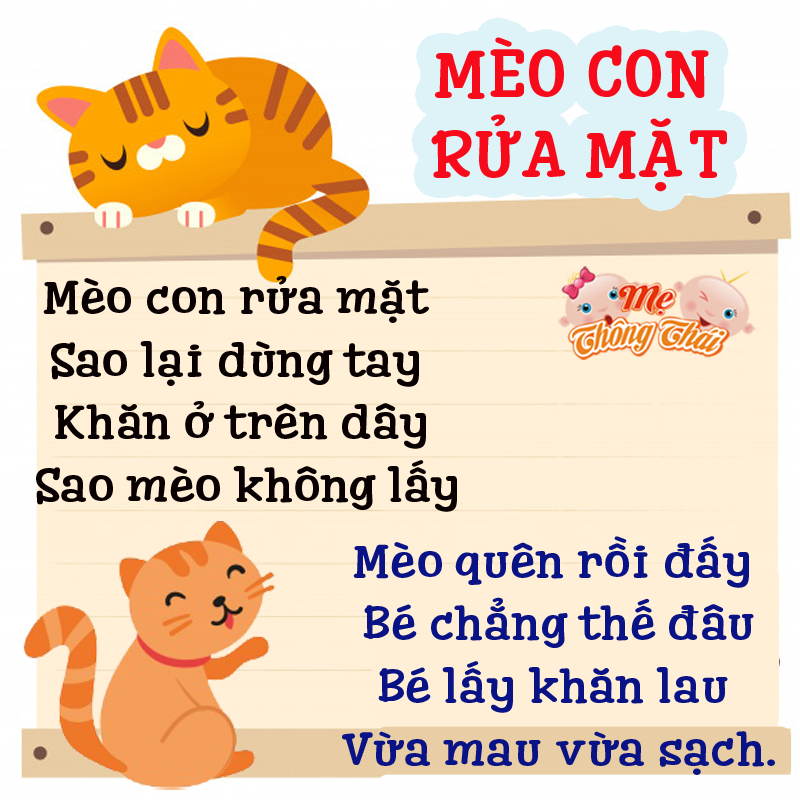 MÈO CON
RỬA MẶT
Mẹ
Thông Thái
Mèo con rửa mặt
Sao lại dùng tay
Khăn ở trên dây
Sao mèo không lấy
Mèo quên rồi đấy
Bé chẳng thế đâu
Bé lấy khăn lau
Vừa mau vừa sạch.